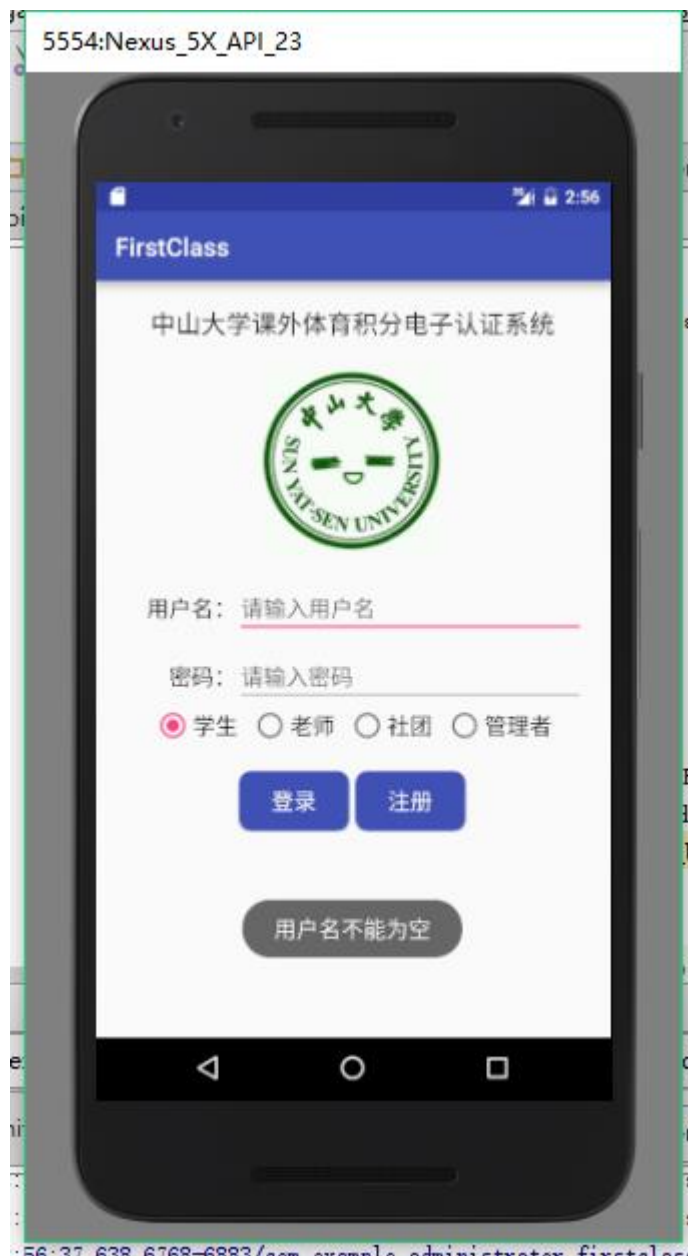 5554:Nexus_5X_API_23
2:56
FirstClass
中山大学课外体育积分电子认证系统
中山大学
SUN YAT-SEN UNIVERSITY
用户名： 请输入用户名
密码： 请输入密码
学生 老师 社团 管理者
登录 注册
用户名不能为空